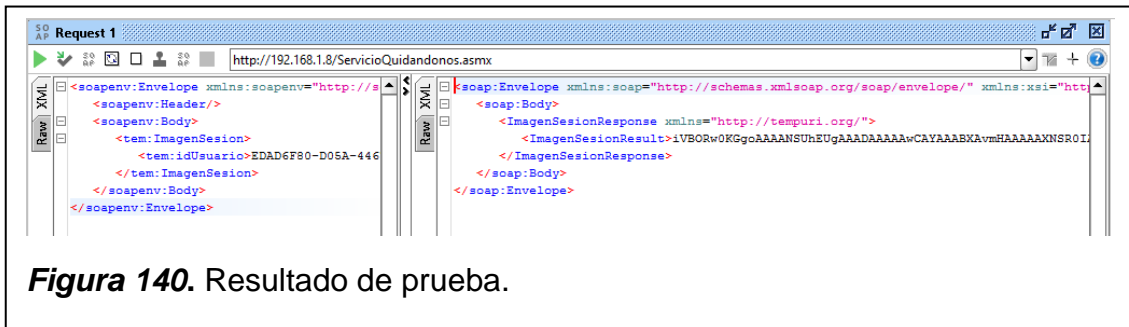 SOAP Request 1
http://192.168.1.8/ServicioQuidandonos.asmx
XML
Raw
<soapenv:Envelope xmlns:soapenv="http://s
<soapenv:Header/>
<soapenv:Body>
<tem:ImagenSesion>
<tem:idUsuario>EDAD6F80-D05A-446
</tem:ImagenSesion>
</soapenv:Body>
</soapenv:Envelope>
XML
Raw
<soap:Envelope xmlns:soap="http://schemas.xmlsoap.org/soap/envelope/" xmlns:xsi="http
<soap:Body>
<ImagenSesionResponse xmlns="http://tempuri.org/">
<ImagenSesionResult>iVBORw0KGgoAAAANSUhEUgAAADAAAAAwCAYAAABXAvmHAAAAAXNSR0I
</ImagenSesionResponse>
</soap:Body>
</soap:Envelope>
Figura 140. Resultado de prueba.